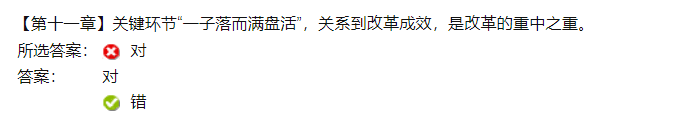 【第十一章】关键环节“一子落而满盘活”，关系到改革成效，是改革的重中之重。
所选答案： 对
答案： 对
错